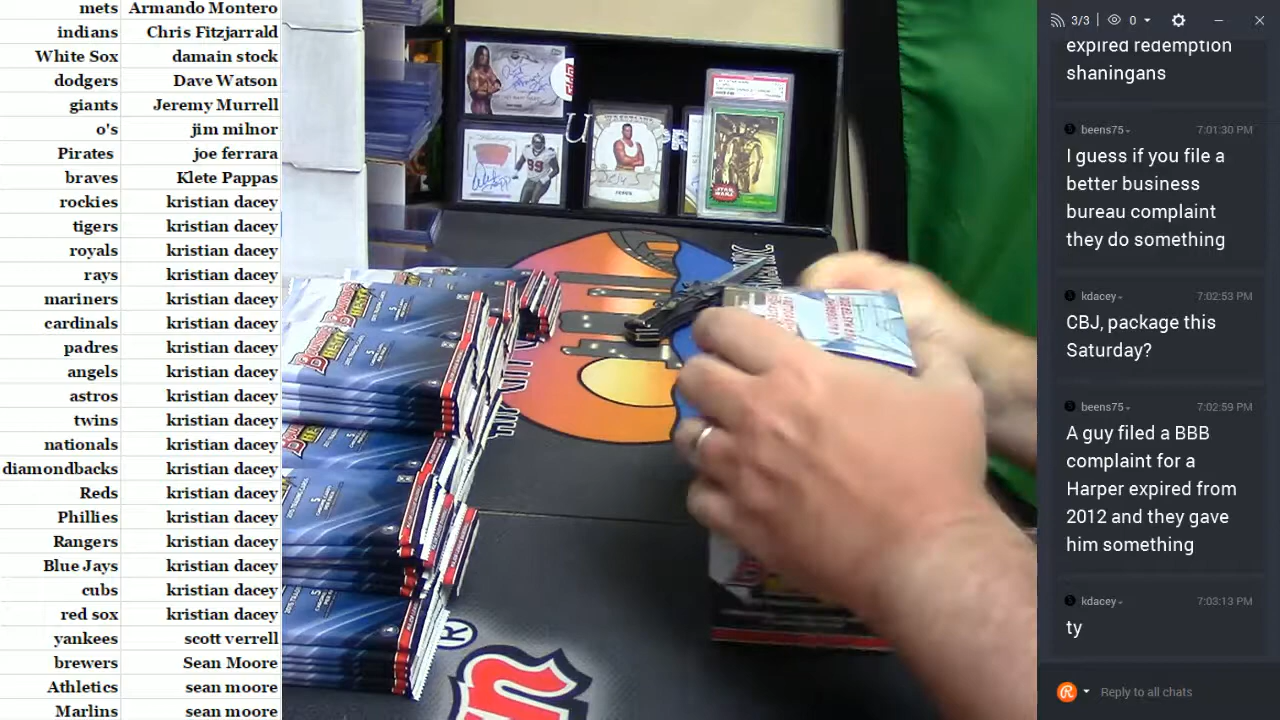 mets Armando Montero
indians Chris Fitzjarrald
White Sox damain stock
dodgers Dave Watson
giants Jeremy Murrell
o's jim milnor
Pirates joe ferrara
braves Klete Pappas
rockies kristian dacey
tigers kristian dacey
royals kristian dacey
rays kristian dacey
mariners kristian dacey
cardinals kristian dacey
padres kristian dacey
angels kristian dacey
astros kristian dacey
twins kristian dacey
nationals kristian dacey
diamondbacks kristian dacey
Reds kristian dacey
Phillies kristian dacey
Rangers kristian dacey
Blue Jays kristian dacey
cubs kristian dacey
red sox kristian dacey
yankees scott verrell
brewers Sean Moore
Athletics sean moore
Marlins sean moore
STAR WARS
3/3 0
expired redemption
shaningans
beens75 7:01:30 PM
I guess if you file a
better business
bureau complaint
they do something
kdacey 7:02:53 PM
CBJ, package this
Saturday?
beens75 7:02:59 PM
A guy filed a BBB
complaint for a
Harper expired from
2012 and they gave
him something
kdacey 7:03:13 PM
ty
Reply to all chats